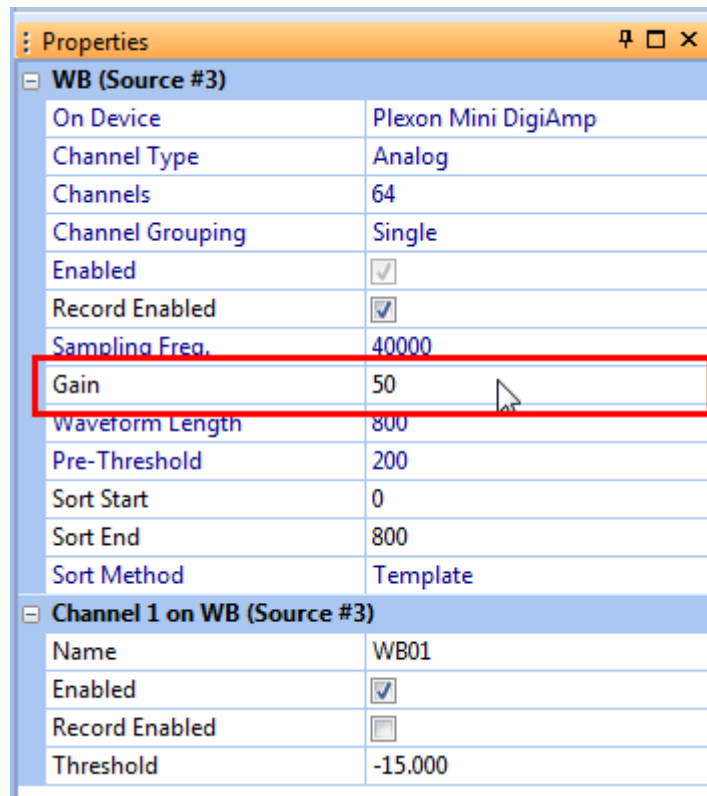 Properties
WB (Source #3)
On Device Plexon Mini DigiAmp
Channel Type Analog
Channels 64
Channel Grouping Single
Enabled
Record Enabled
Sampling Freq. 40000
Gain 50
Waveform Length 800
Pre-Threshold 200
Sort Start 0
Sort End 800
Sort Method Template
Channel 1 on WB (Source #3)
Name WB01
Enabled
Record Enabled
Threshold -15.000